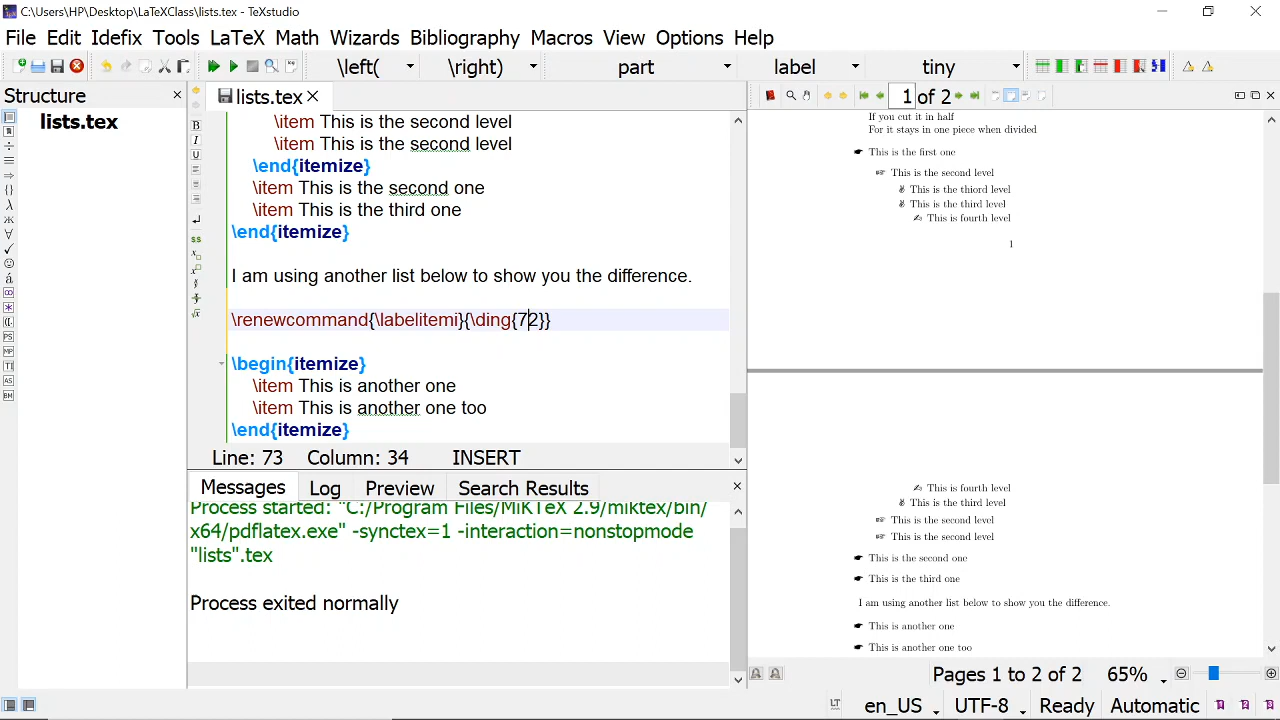 C:\Users\HP\Desktop\LaTeXClass\lists.tex - TeXstudio
File Edit Idefix Tools LaTeX Math Wizards Bibliography Macros View Options Help
\left( \right) part label tiny
Structure
lists.tex
lists.tex
1 of 2
\item This is the second level
\item This is the second level
\end{itemize}
\item This is the second one
\item This is the third one
\end{itemize}
I am using another list below to show you the difference.
\renewcommand{\labelitemi}{\ding{72}}
\begin{itemize}
\item This is another one
\item This is another one too
\end{itemize}
Line: 73 Column: 34 INSERT
Messages Log Preview Search Results
Process started: "C:/Program Files/MiKTeX 2.9/miktex/bin/
x64/pdflatex.exe" -synctex=1 -interaction=nonstopmode
"lists".tex
Process exited normally
If you cut it in half
For it stays in one piece when divided
This is the first one
This is the second level
This is the thiord level
This is the third level
This is fourth level
1
This is fourth level
This is the third level
This is the second level
This is the second level
This is the second one
This is the third one
I am using another list below to show you the difference.
This is another one
This is another one too
Pages 1 to 2 of 2 65%
en_US UTF-8 Ready Automatic